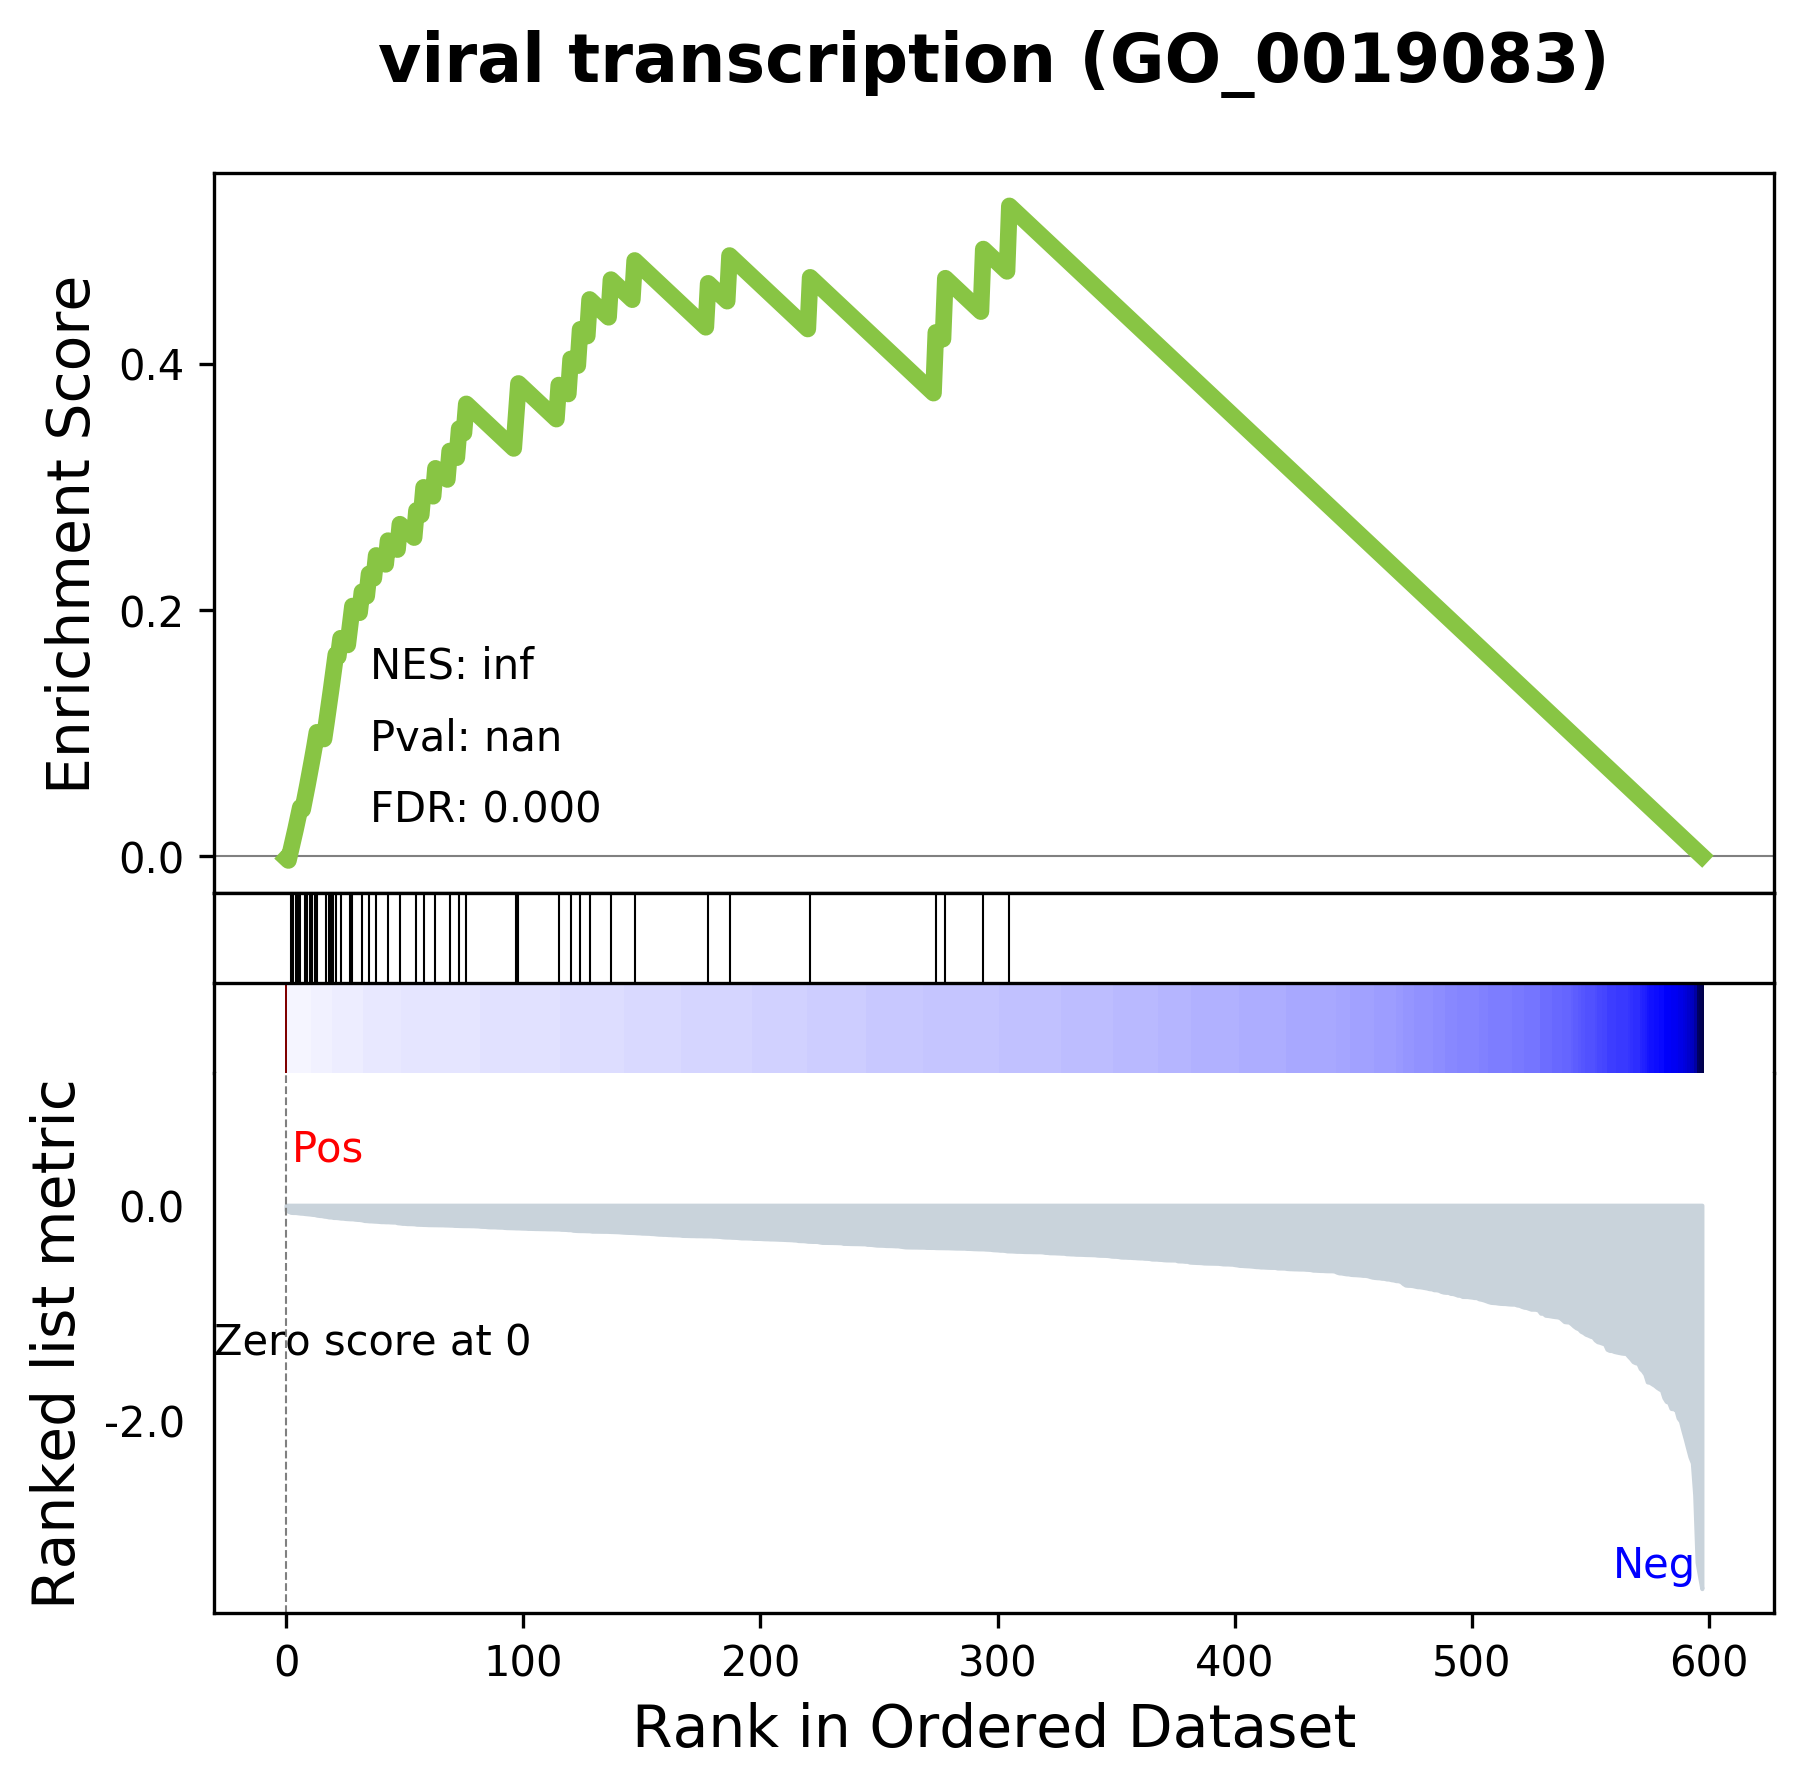 viral transcription (GO_0019083)
Enrichment Score
0.4
0.2
0.0
NES: inf
Pval: nan
FDR: 0.000
Ranked list metric
Pos
0.0
Zero score at 0
-2.0
Neg
0 100 200 300 400 500 600
Rank in Ordered Dataset